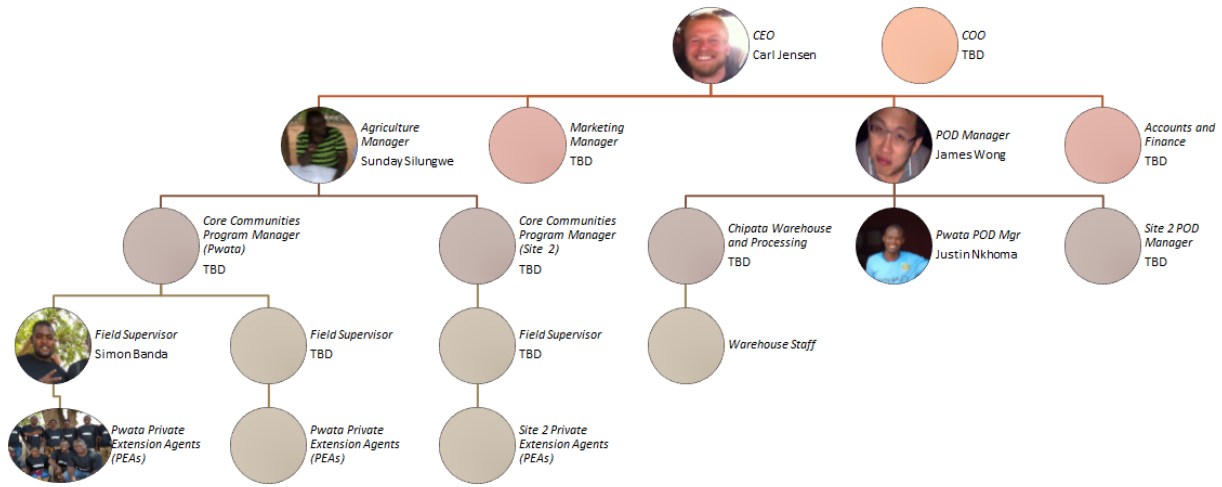 CEO
Carl Jensen
COO
TBD
Agriculture
Manager
Sunday Silungwe
Marketing
Manager
TBD
POD Manager
James Wong
Accounts and
Finance
TBD
Core Communities
Program Manager
(Pwata)
TBD
Core Communities
Program Manager
(Site 2)
TBD
Chipata Warehouse
and Processing
TBD
Pwata POD Mgr
Justin Nkhoma
Site 2 POD
Manager
TBD
Field Supervisor
Simon Banda
Field Supervisor
TBD
Field Supervisor
TBD
Warehouse Staff
Pwata Private
Extension Agents
(PEAs)
Pwata Private
Extension Agents
(PEAs)
Site 2 Private
Extension Agents
(PEAs)